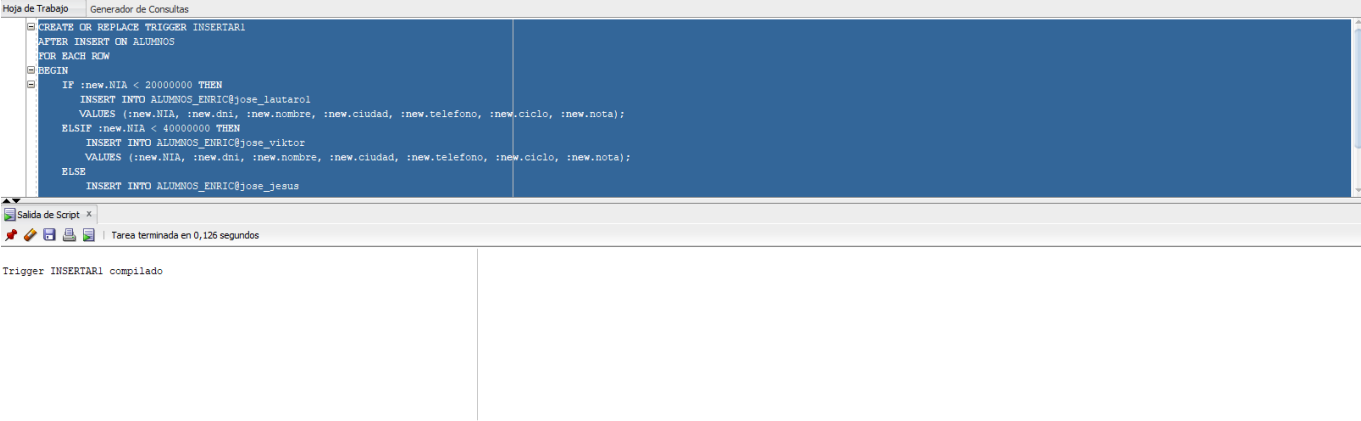 Hoja de Trabajo Generador de Consultas
CREATE OR REPLACE TRIGGER INSERTAR1
AFTER INSERT ON ALUMNOS
FOR EACH ROW
BEGIN
IF :new.NIA < 20000000 THEN
INSERT INTO ALUMNOS_ENRIC@jose_lautaro1
VALUES (:new.NIA, :new.dni, :new.nombre, :new.ciudad, :new.telefono, :new.ciclo, :new.nota);
ELSIF :new.NIA < 40000000 THEN
INSERT INTO ALUMNOS_ENRIC@jose_viktor
VALUES (:new.NIA, :new.dni, :new.nombre, :new.ciudad, :new.telefono, :new.ciclo, :new.nota);
ELSE
INSERT INTO ALUMNOS_ENRIC@jose_jesus
Salida de Script x
Tarea terminada en 0,126 segundos
Trigger INSERTAR1 compilado